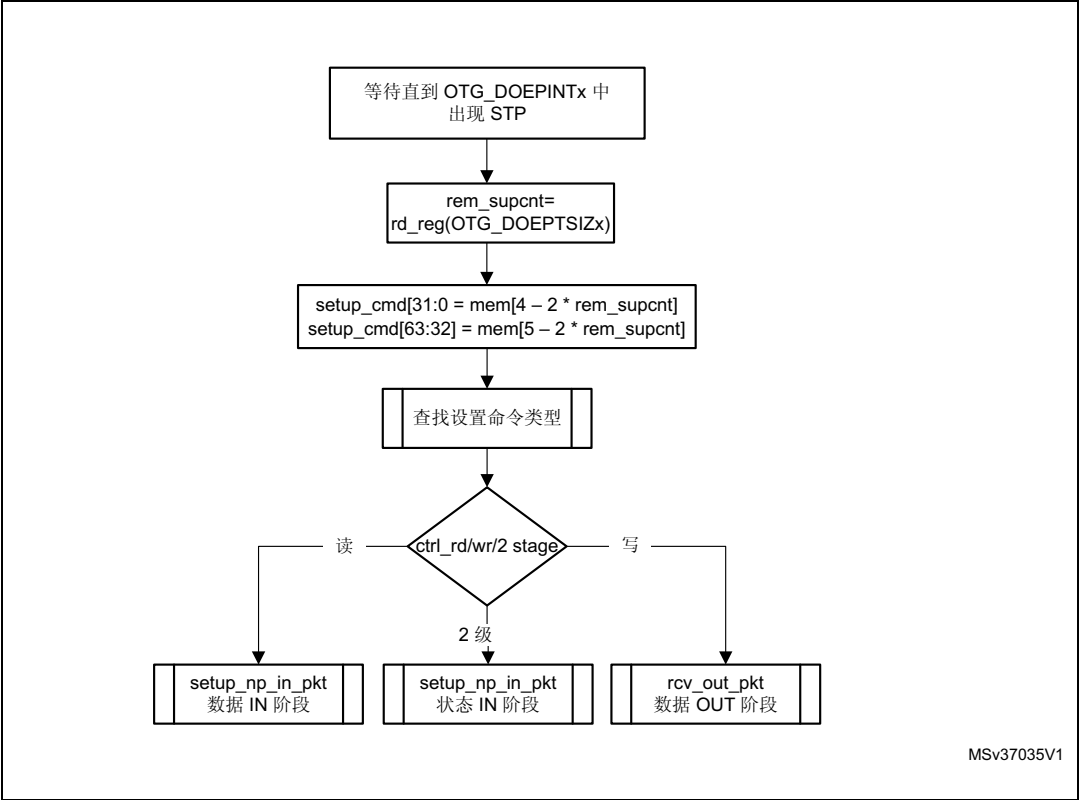 等待直到 OTG_DOEPINTx 中
出现 STP
rem_supcnt=
rd_reg(OTG_DOEPTSIZx)
setup_cmd[31:0 = mem[4 – 2 * rem_supcnt]
setup_cmd[63:32] = mem[5 – 2 * rem_supcnt]
查找设置命令类型
读
ctrl_rd/wr/2 stage
写
2 级
setup_np_in_pkt
数据 IN 阶段
setup_np_in_pkt
状态 IN 阶段
rcv_out_pkt
数据 OUT 阶段
MSv37035V1